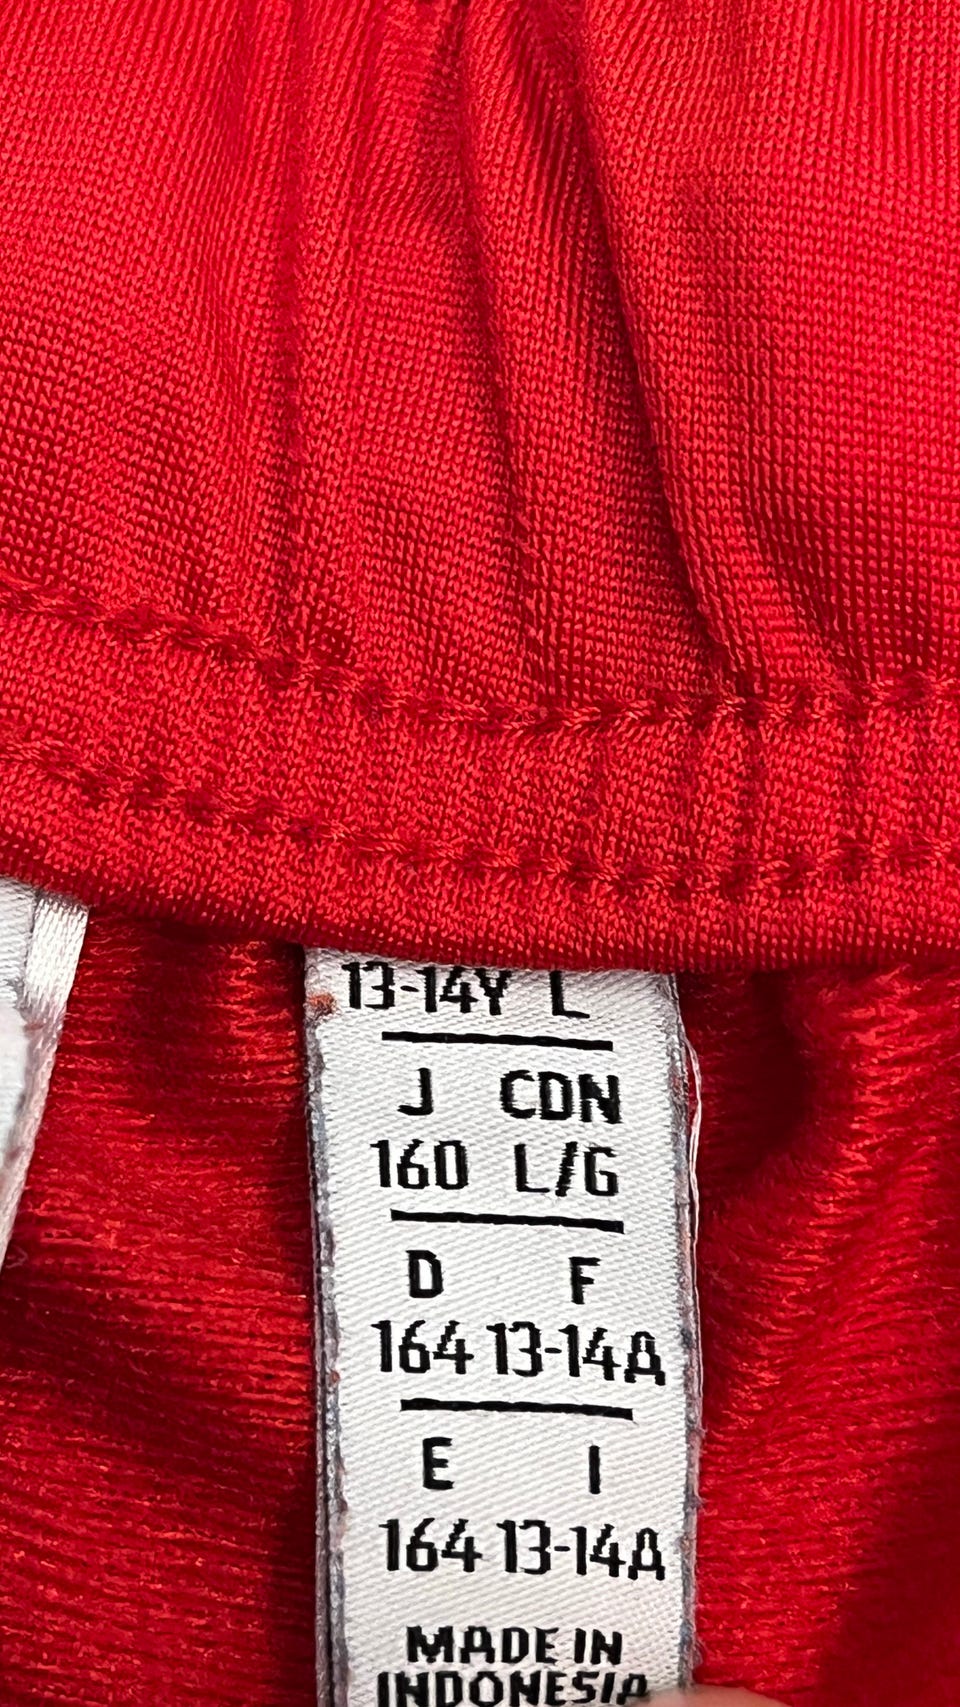 13-14Y L
J CDN
160 L/G
D F
164 13-14A
E I
164 13-14A
MADE IN
INDONESIA